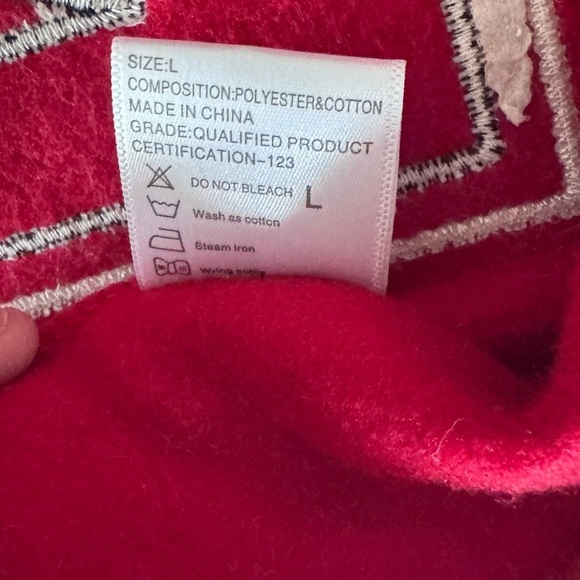 SIZE:L
COMPOSITION:POLYESTER&COTTON
MADE IN CHINA
GRADE:QUALIFIED PRODUCT
CERTIFICATION-123
DO NOT BLEACH L
Wash as cotton
Steam iron
Wring